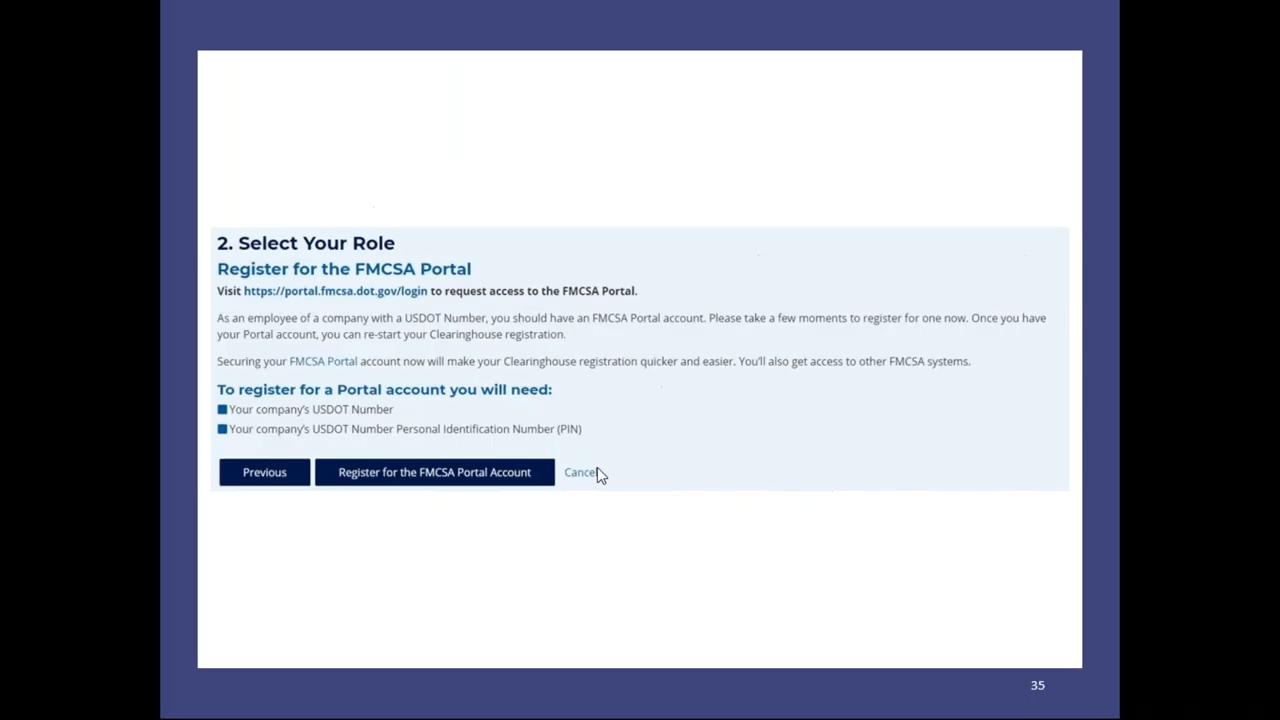 2. Select Your Role
Register for the FMCSA Portal
Visit https://portal.fmcsa.dot.gov/login to request access to the FMCSA Portal.
As an employee of a company with a USDOT Number, you should have an FMCSA Portal account. Please take a few moments to register for one now. Once you have
your Portal account, you can re-start your Clearinghouse registration.
Securing your FMCSA Portal account now will make your Clearinghouse registration quicker and easier. You'll also get access to other FMCSA systems.
To register for a Portal account you will need:
Your company's USDOT Number
Your company's USDOT Number Personal Identification Number (PIN)
Previous Register for the FMCSA Portal Account Cancel
35